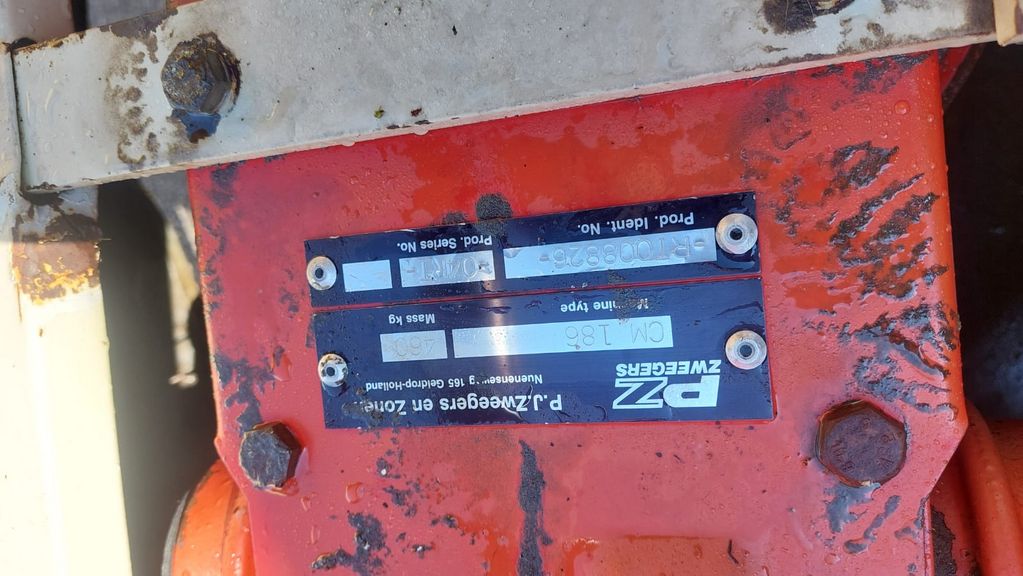 PZ
ZWEEGERS
P.J.Zweegers en Zonen
Nuenenseweg 165 Geldrop-Holland
CM 186
460
Machine type
Mass kg
-RT008826-
-04RT-
Prod. Ident. No.
Prod. Series No.